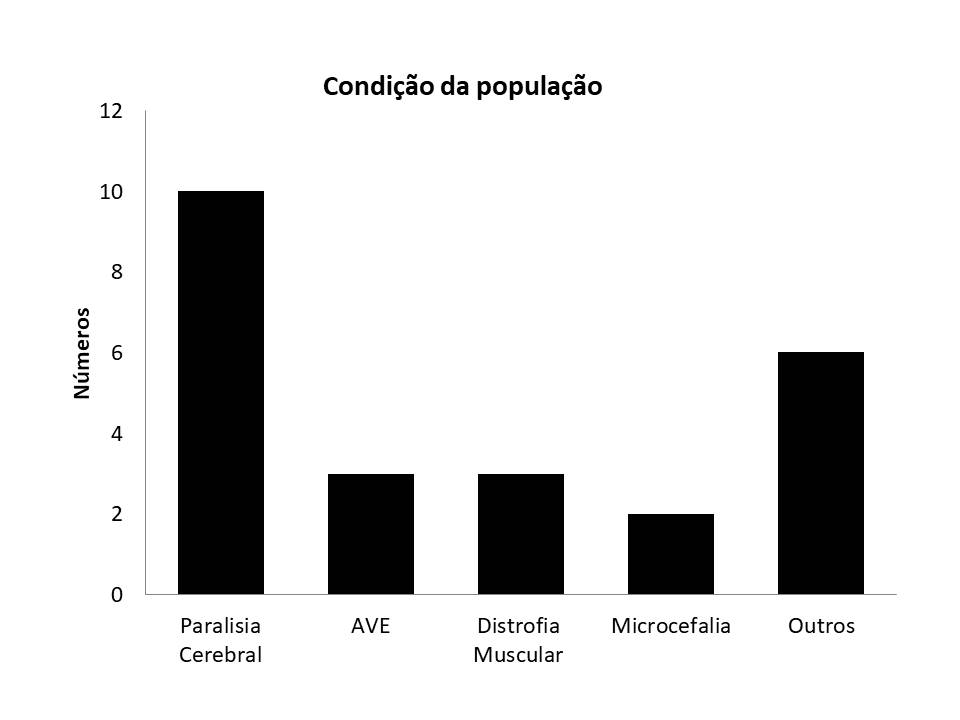 Condição da população
12
10
8
6
4
2
0
Números
Paralisia
Cerebral
AVE
Distrofia
Muscular
Microcefalia
Outros